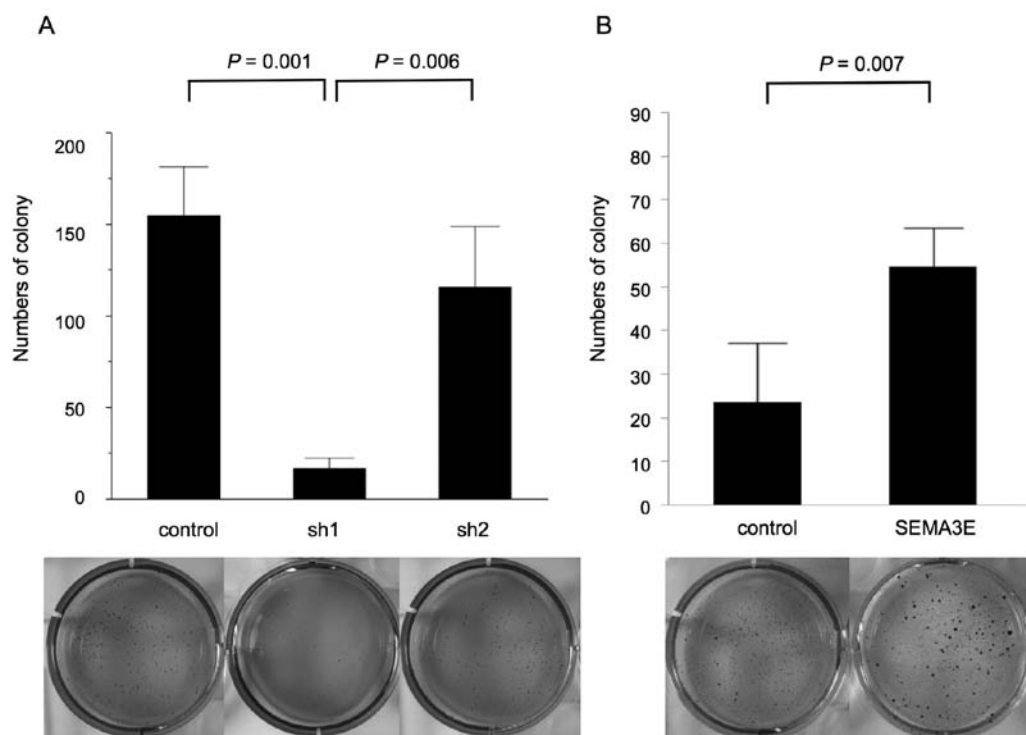 A
P = 0.001
P = 0.006
Numbers of colony
200
150
100
50
0
control
sh1
sh2
B
P = 0.007
Numbers of colony
90
80
70
60
50
40
30
20
10
0
control
SEMA3E